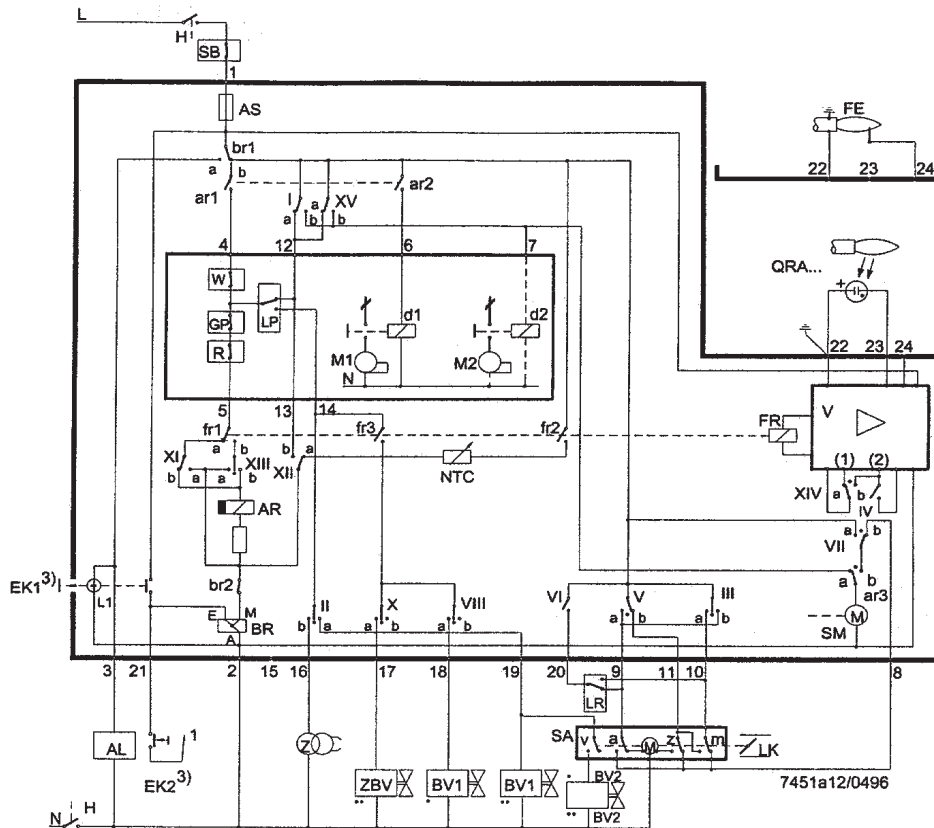 L
H
SB
1
AS
FE
br1
22
23
24
a
b
ar1
ar2
I
XV
a
b
a
b
4
12
6
7
QRA...
+
W
LP
GP
R
d1
d2
M1
M2
N
22
23
24
V
5
13
14
fr1
fr3
fr2
FR
a
b
b
a
XI
XIII
XII
b
a
a
b
NTC
(1)
(2)
XIV
a
b
IV
AR
a
b
VII
EK1³⁾
L1
br2
a
b
ar3
E
M
BR
A
II
X
VIII
VI
V
III
M
SM
b
a
a
b
a
b
a
b
a
b
3
21
2
15
16
17
18
19
20
9
11
10
8
LR
AL
1
EK2³⁾
Z
SA
v
a
M
z
m
LK
ZBV
BV1
BV1
BV2
BV2
7451a12/0496
N
H